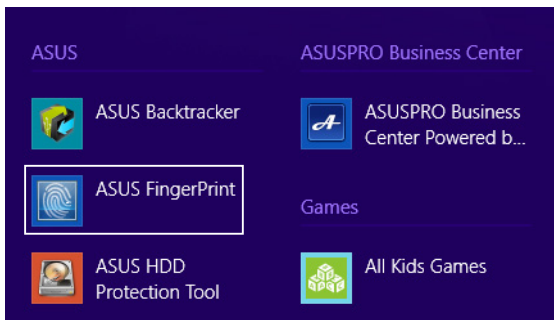 ASUS
ASUS Backtracker
ASUS FingerPrint
ASUS HDD
Protection Tool
ASUSPRO Business Center
ASUSPRO Business
Center Powered b...
Games
All Kids Games